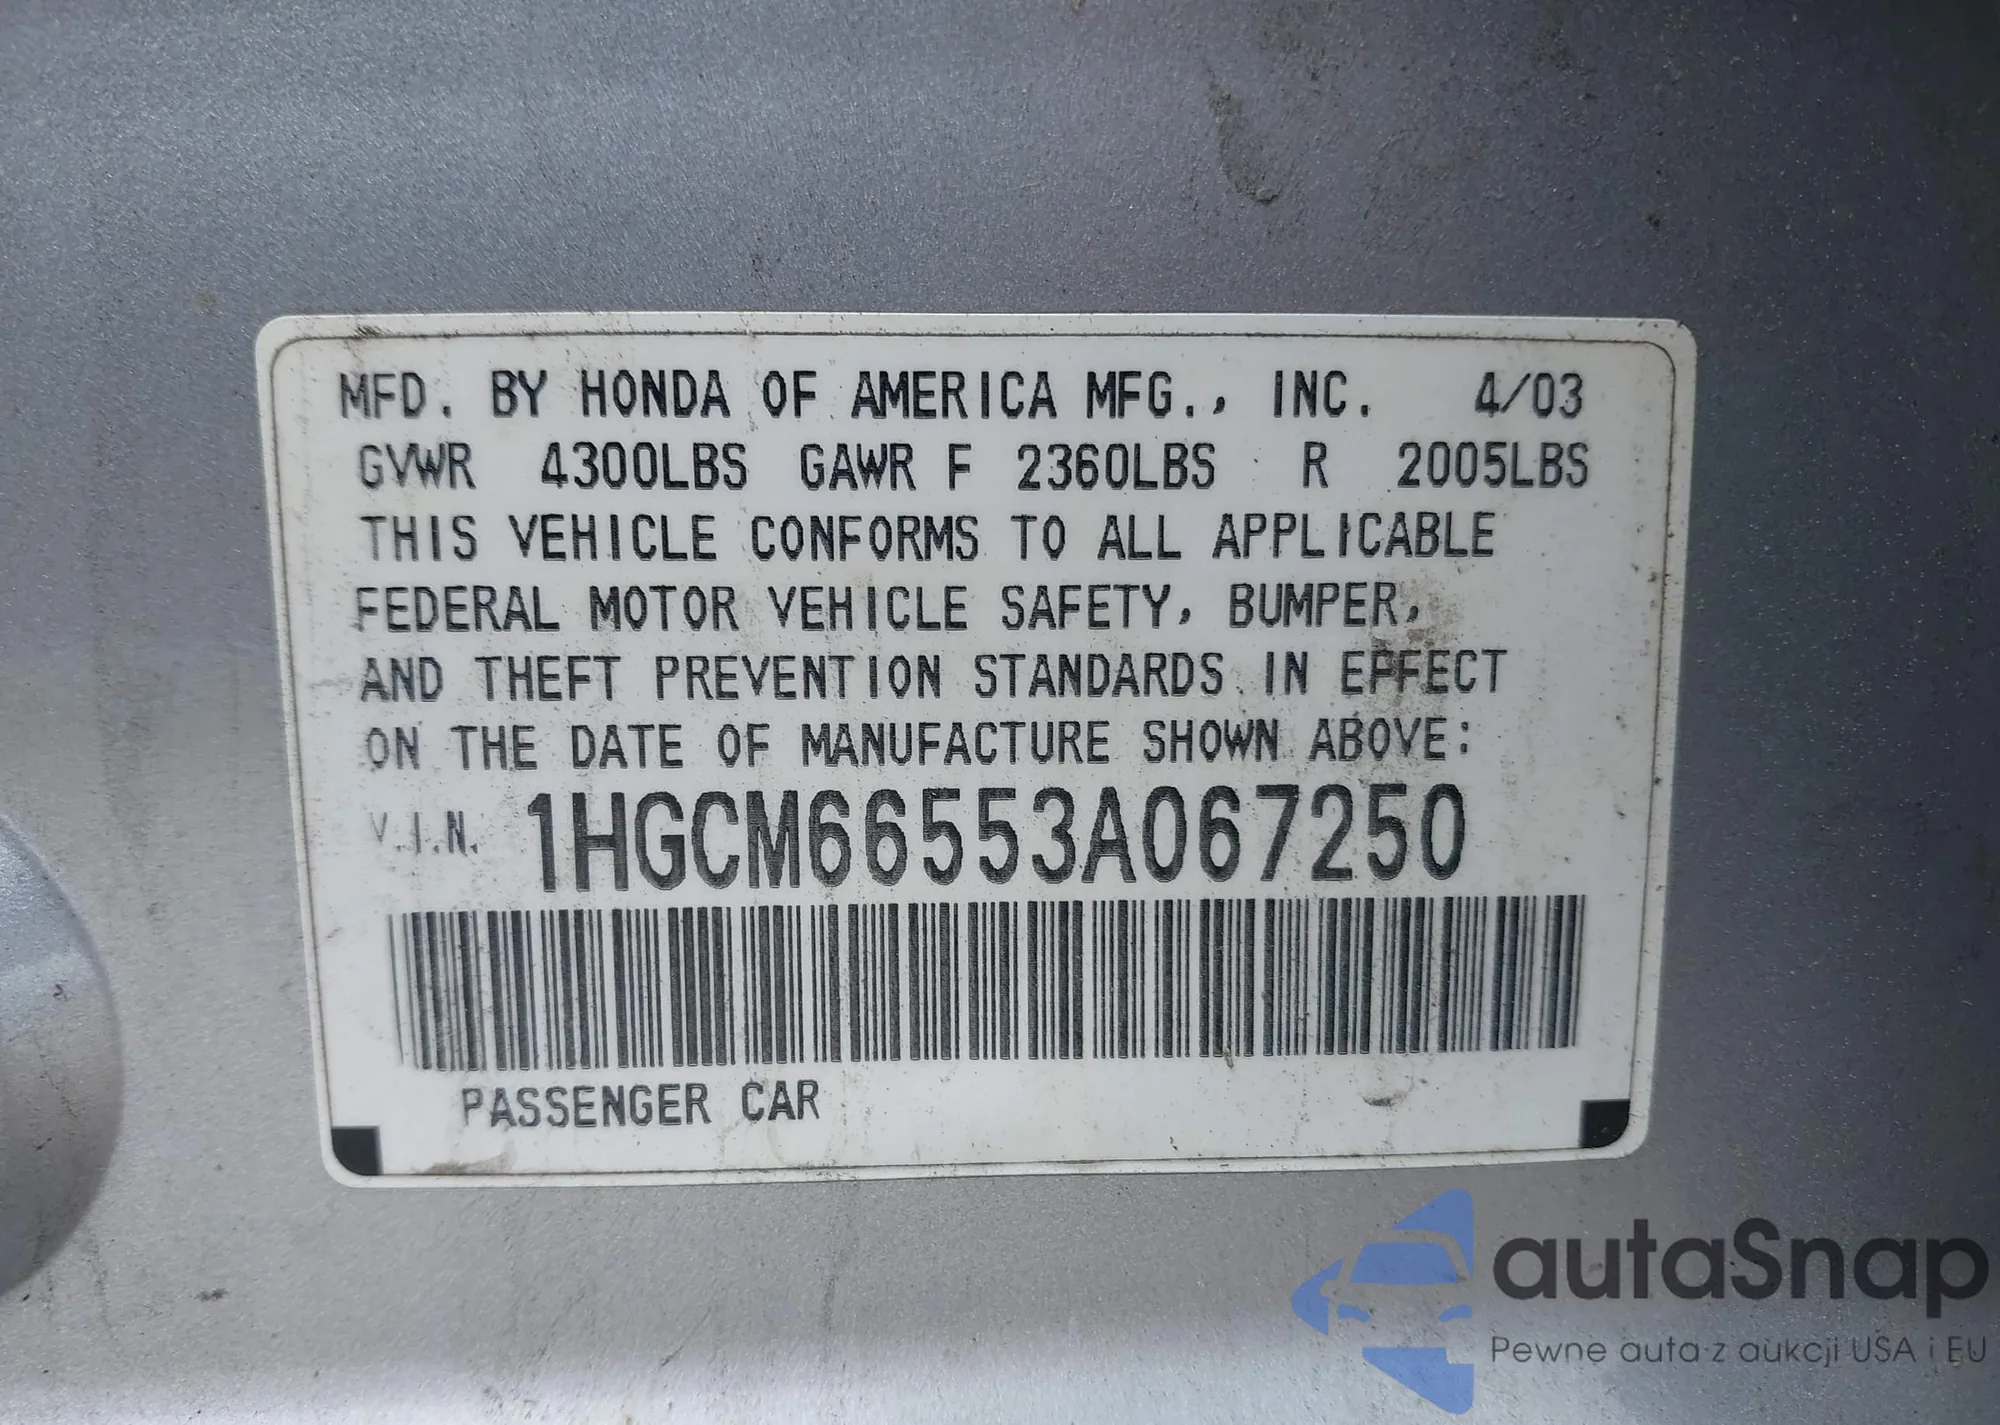 MFD. BY HONDA OF AMERICA MFG., INC. 4/03
GVWR 4300LBS GAWR F 2360LBS R 2005LBS
THIS VEHICLE CONFORMS TO ALL APPLICABLE
FEDERAL MOTOR VEHICLE SAFETY, BUMPER,
AND THEFT PREVENTION STANDARDS IN EFFECT
ON THE DATE OF MANUFACTURE SHOWN ABOVE:
V.I.N. 1HGCM66553A067250
PASSENGER CAR
autaSnap
Pewne auta z aukcji USA i EU